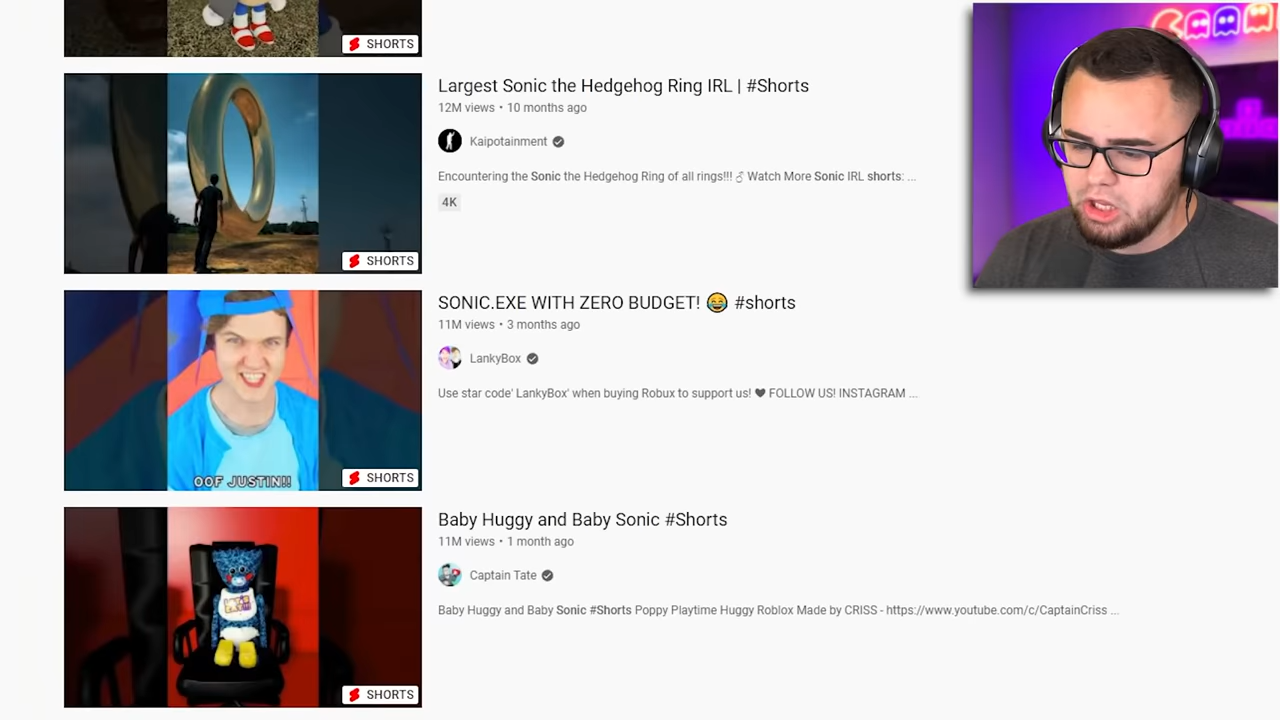 SHORTS
Largest Sonic the Hedgehog Ring IRL | #Shorts
12M views • 10 months ago
Kaipotainment
Encountering the Sonic the Hedgehog Ring of all rings!!! Watch More Sonic IRL shorts: ...
4K
SHORTS
SONIC.EXE WITH ZERO BUDGET! 😂 #shorts
11M views • 3 months ago
LankyBox
Use star code' LankyBox' when buying Robux to support us! ♥ FOLLOW US! INSTAGRAM ...
OOF JUSTIN!!
SHORTS
Baby Huggy and Baby Sonic #Shorts
11M views • 1 month ago
Captain Tate
Baby Huggy and Baby Sonic #Shorts Poppy Playtime Huggy Roblox Made by CRISS - https://www.youtube.com/c/CaptainCriss ...
SHORTS